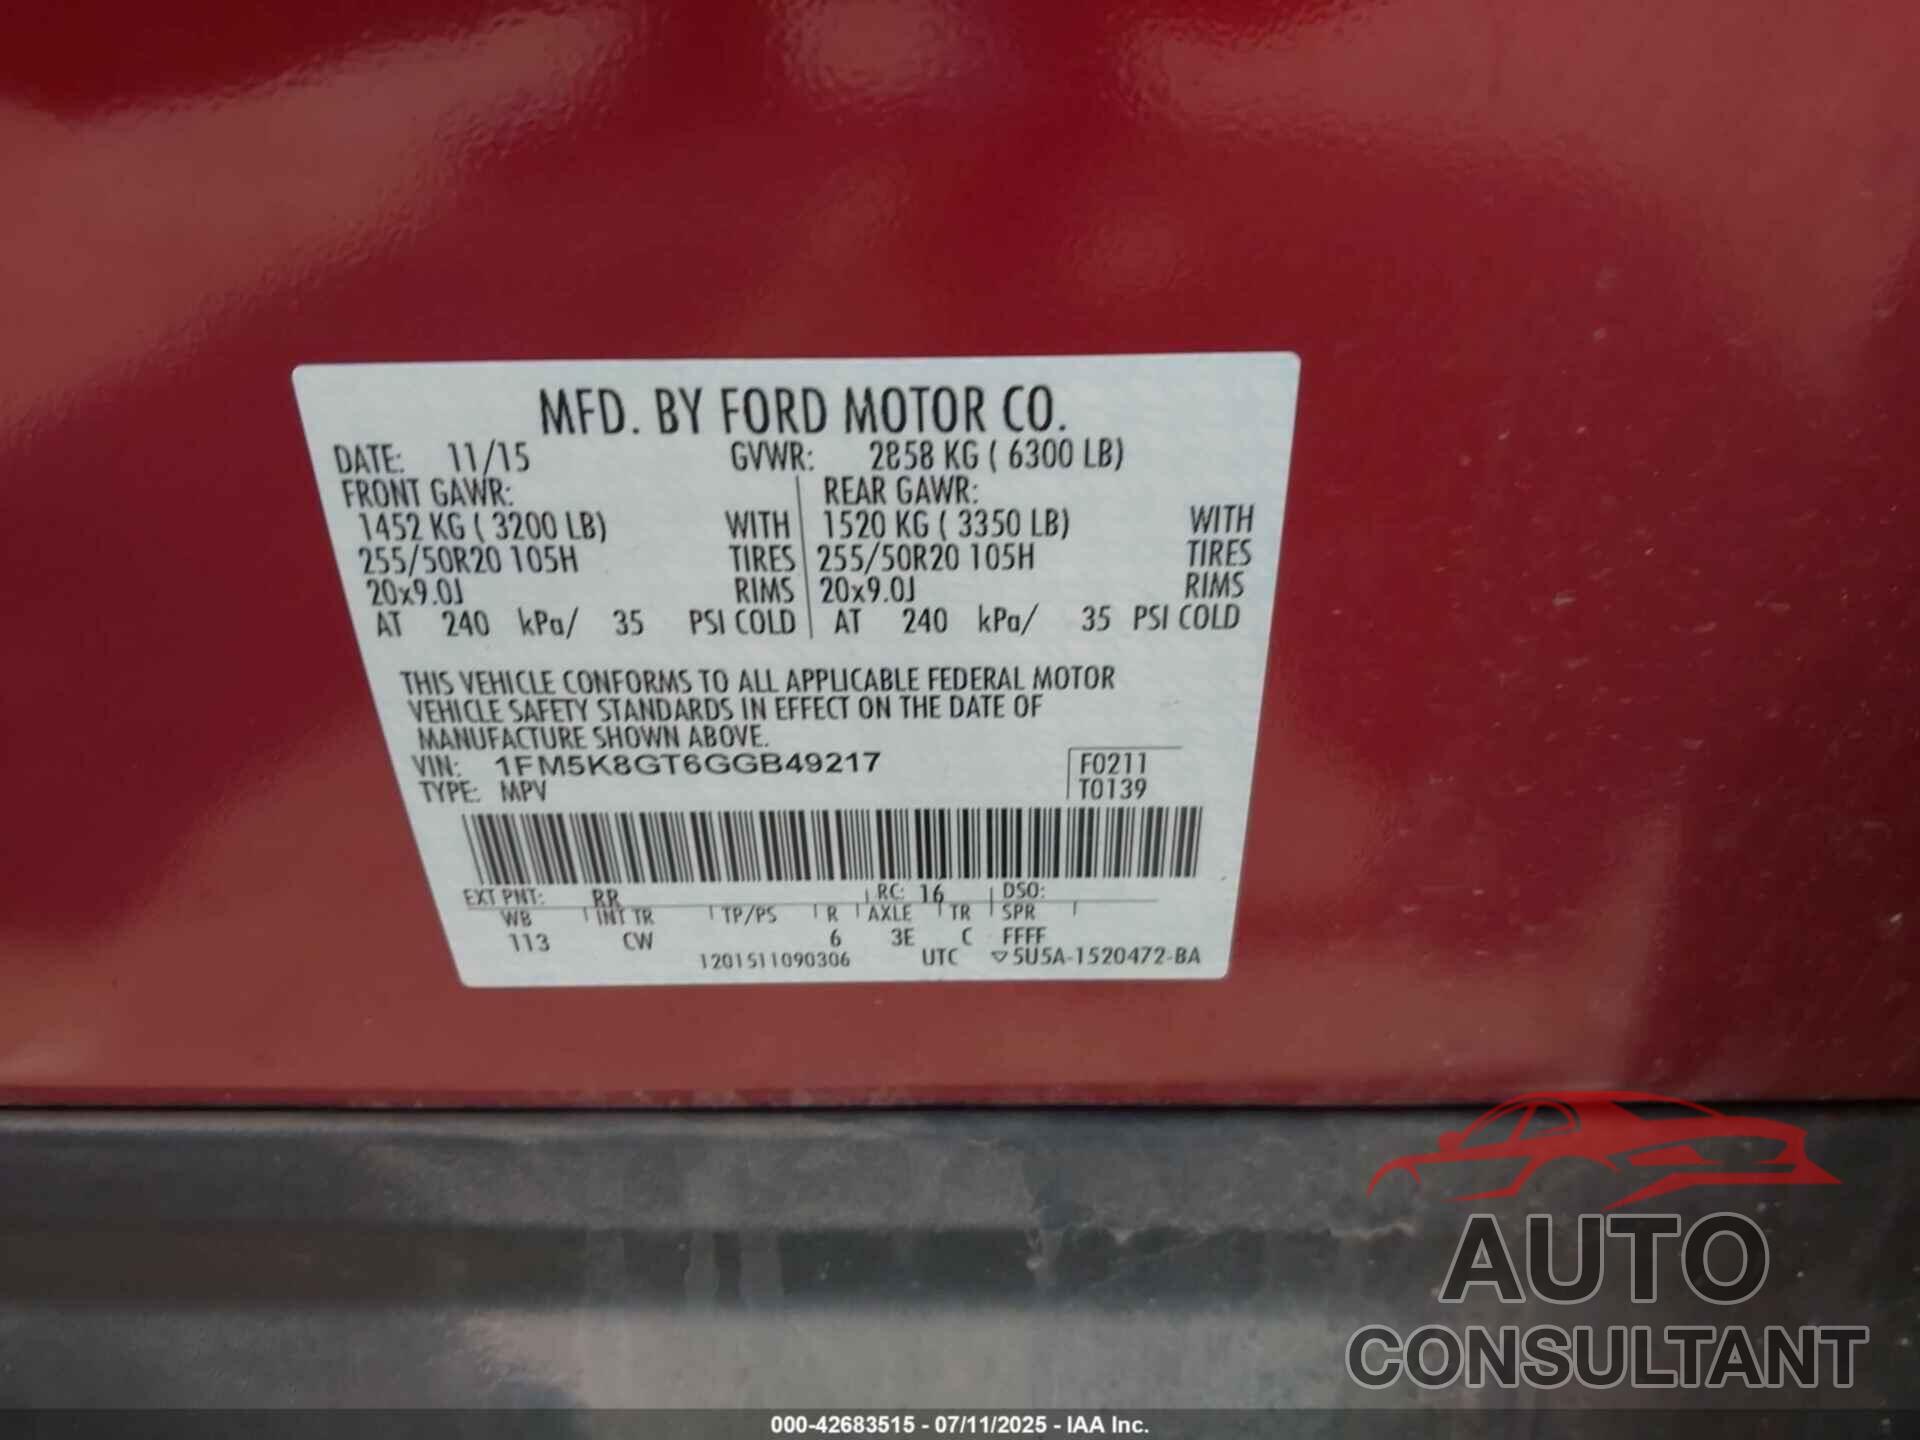 MFD. BY FORD MOTOR CO.
DATE: 11/15 GVWR: 2858 KG ( 6300 LB)
FRONT GAWR: REAR GAWR:
1452 KG ( 3200 LB) WITH 1520 KG ( 3350 LB) WITH
255/50R20 105H TIRES 255/50R20 105H TIRES
20x9.0J RIMS 20x9.0J RIMS
AT 240 kPa/ 35 PSI COLD AT 240 kPa/ 35 PSI COLD
THIS VEHICLE CONFORMS TO ALL APPLICABLE FEDERAL MOTOR
VEHICLE SAFETY STANDARDS IN EFFECT ON THE DATE OF
MANUFACTURE SHOWN ABOVE.
VIN: 1FM5K8GT6GGB49217 F0211
TYPE: MPV T0139
EXT PNT: RR RC: 16 DSO:
WB INT TR TP/PS R AXLE TR SPR
113 CW 6 3E C FFFF
1201511090306 UTC ▽5U5A-1520472-BA
AUTO
CONSULTANT
000-42683515 - 07/11/2025 - IAA Inc.